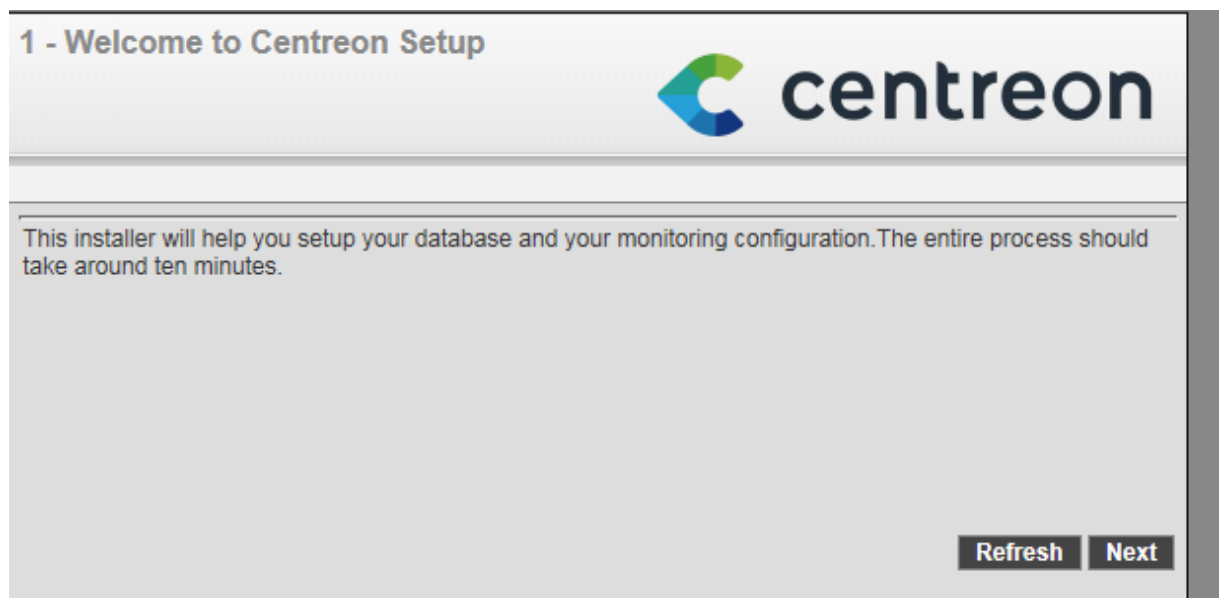 1 - Welcome to Centreon Setup
centreon
This installer will help you setup your database and your monitoring configuration.The entire process should
take around ten minutes.
Refresh Next